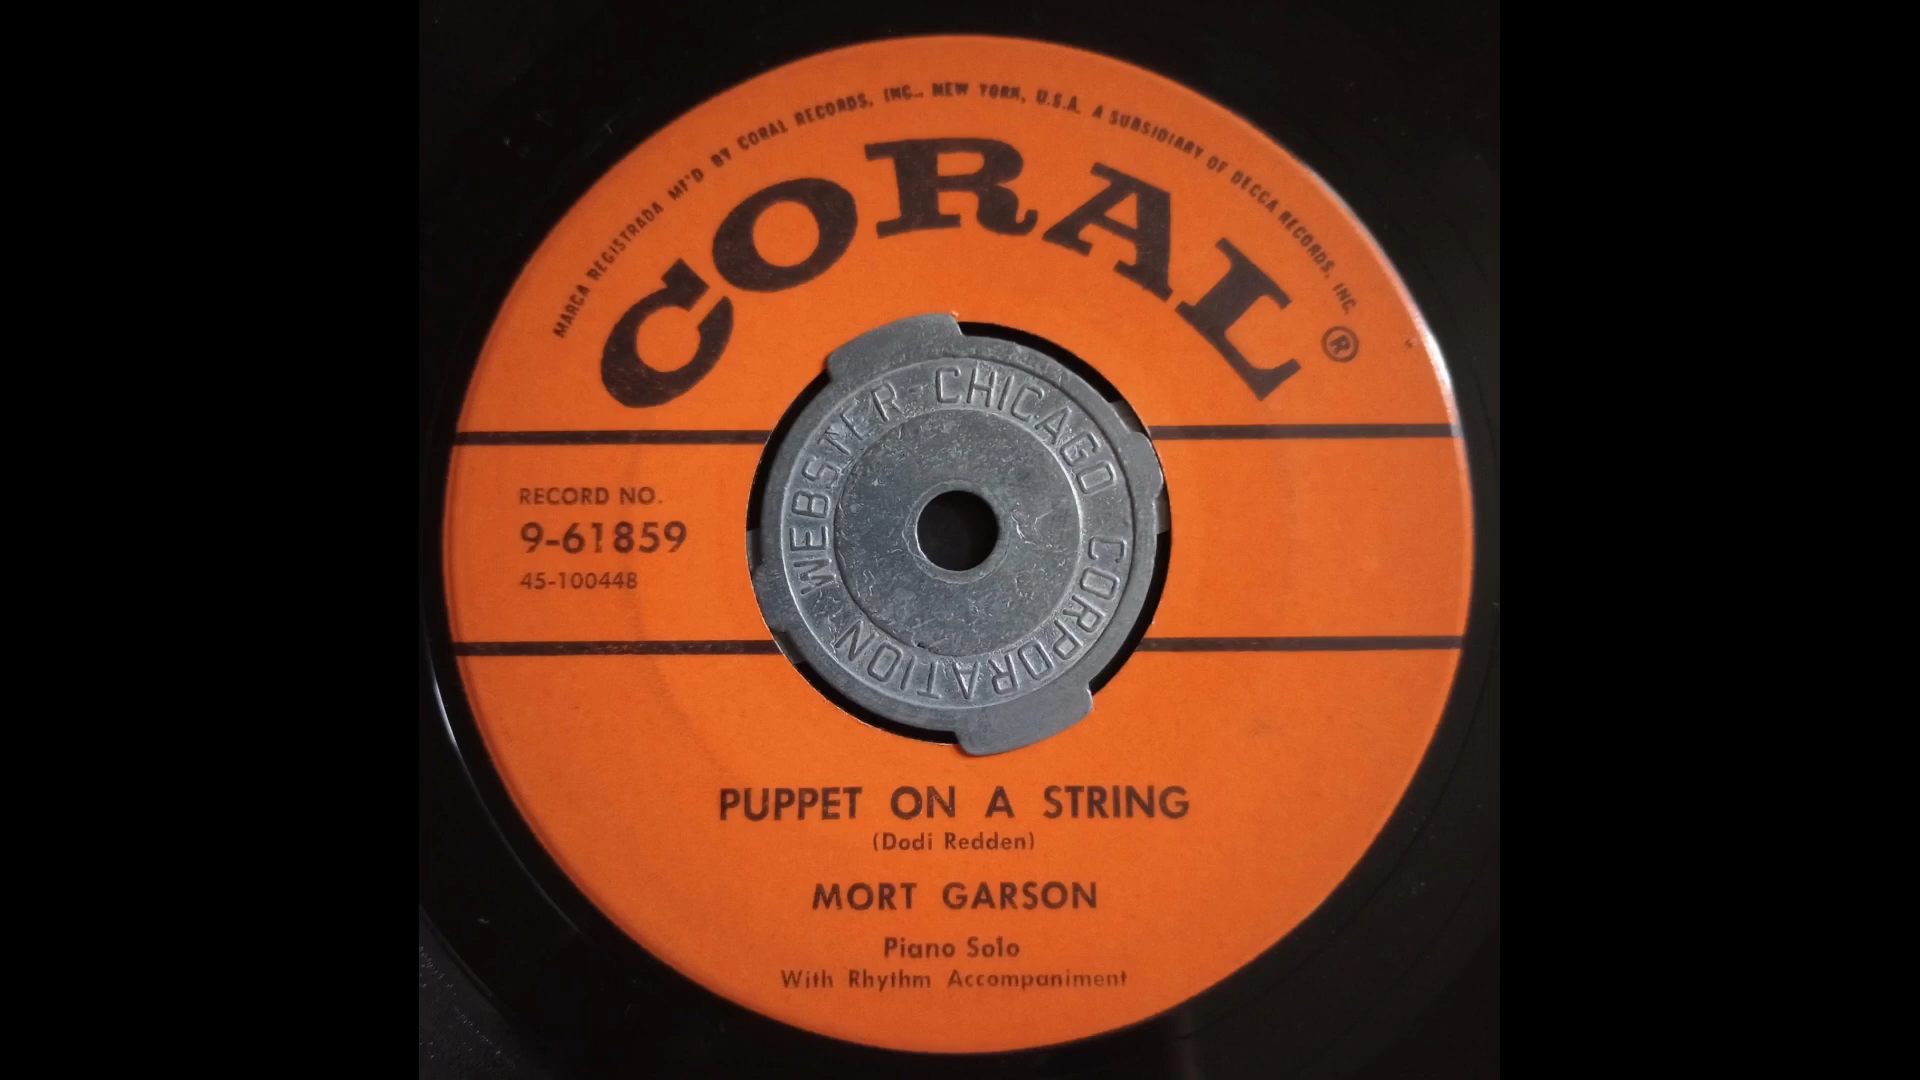 MARCA REGISTRADA MF'D BY CORAL RECORDS, INC., NEW YORK, U.S.A. A SUBSIDIARY OF DECCA RECORDS, INC.
CORAL®
WEBSTER-CHICAGO CORPORATION
RECORD NO.
9-61859
45-100448
PUPPET ON A STRING
(Dodi Redden)
MORT GARSON
Piano Solo
With Rhythm Accompaniment